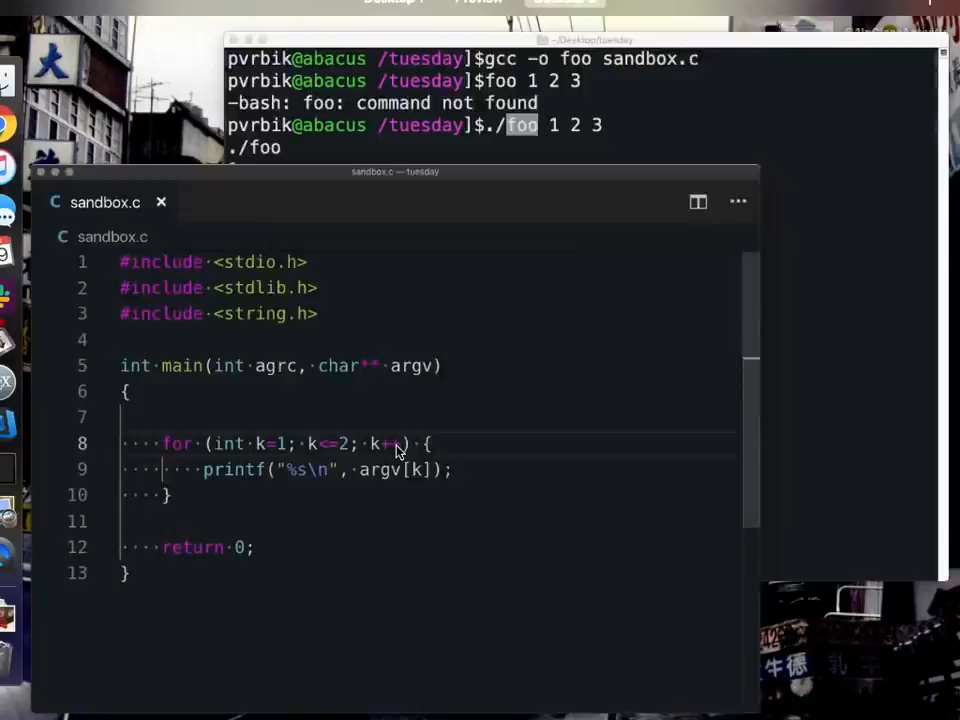 ~/Desktop/tuesday
pvrbik@abacus /tuesday]$gcc -o foo sandbox.c
pvrbik@abacus /tuesday]$foo 1 2 3
-bash: foo: command not found
pvrbik@abacus /tuesday]$./foo 1 2 3
./foo
sandbox.c — tuesday
C sandbox.c ×
C sandbox.c
1 #include <stdio.h>
2 #include <stdlib.h>
3 #include <string.h>
4
5 int main(int agrc, char** argv)
6 {
7
8 for (int k=1; k<=2; k++) {
9 printf("%s\n", argv[k]);
10 }
11
12 return 0;
13 }
大